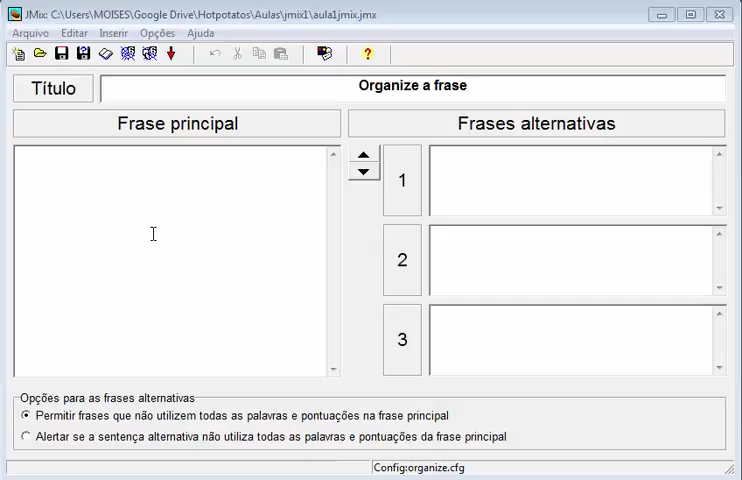 JMix: C:\Users\MOISES\Google Drive\Hotpotatos\Aulas\jmix1\aula1jmix.jmx
Arquivo Editar Inserir Opções Ajuda
Título
Organize a frase
Frase principal
Frases alternativas
1
2
3
Opções para as frases alternativas
Permitir frases que não utilizem todas as palavras e pontuações na frase principal
Alertar se a sentença alternativa não utiliza todas as palavras e pontuações da frase principal
Config:organize.cfg